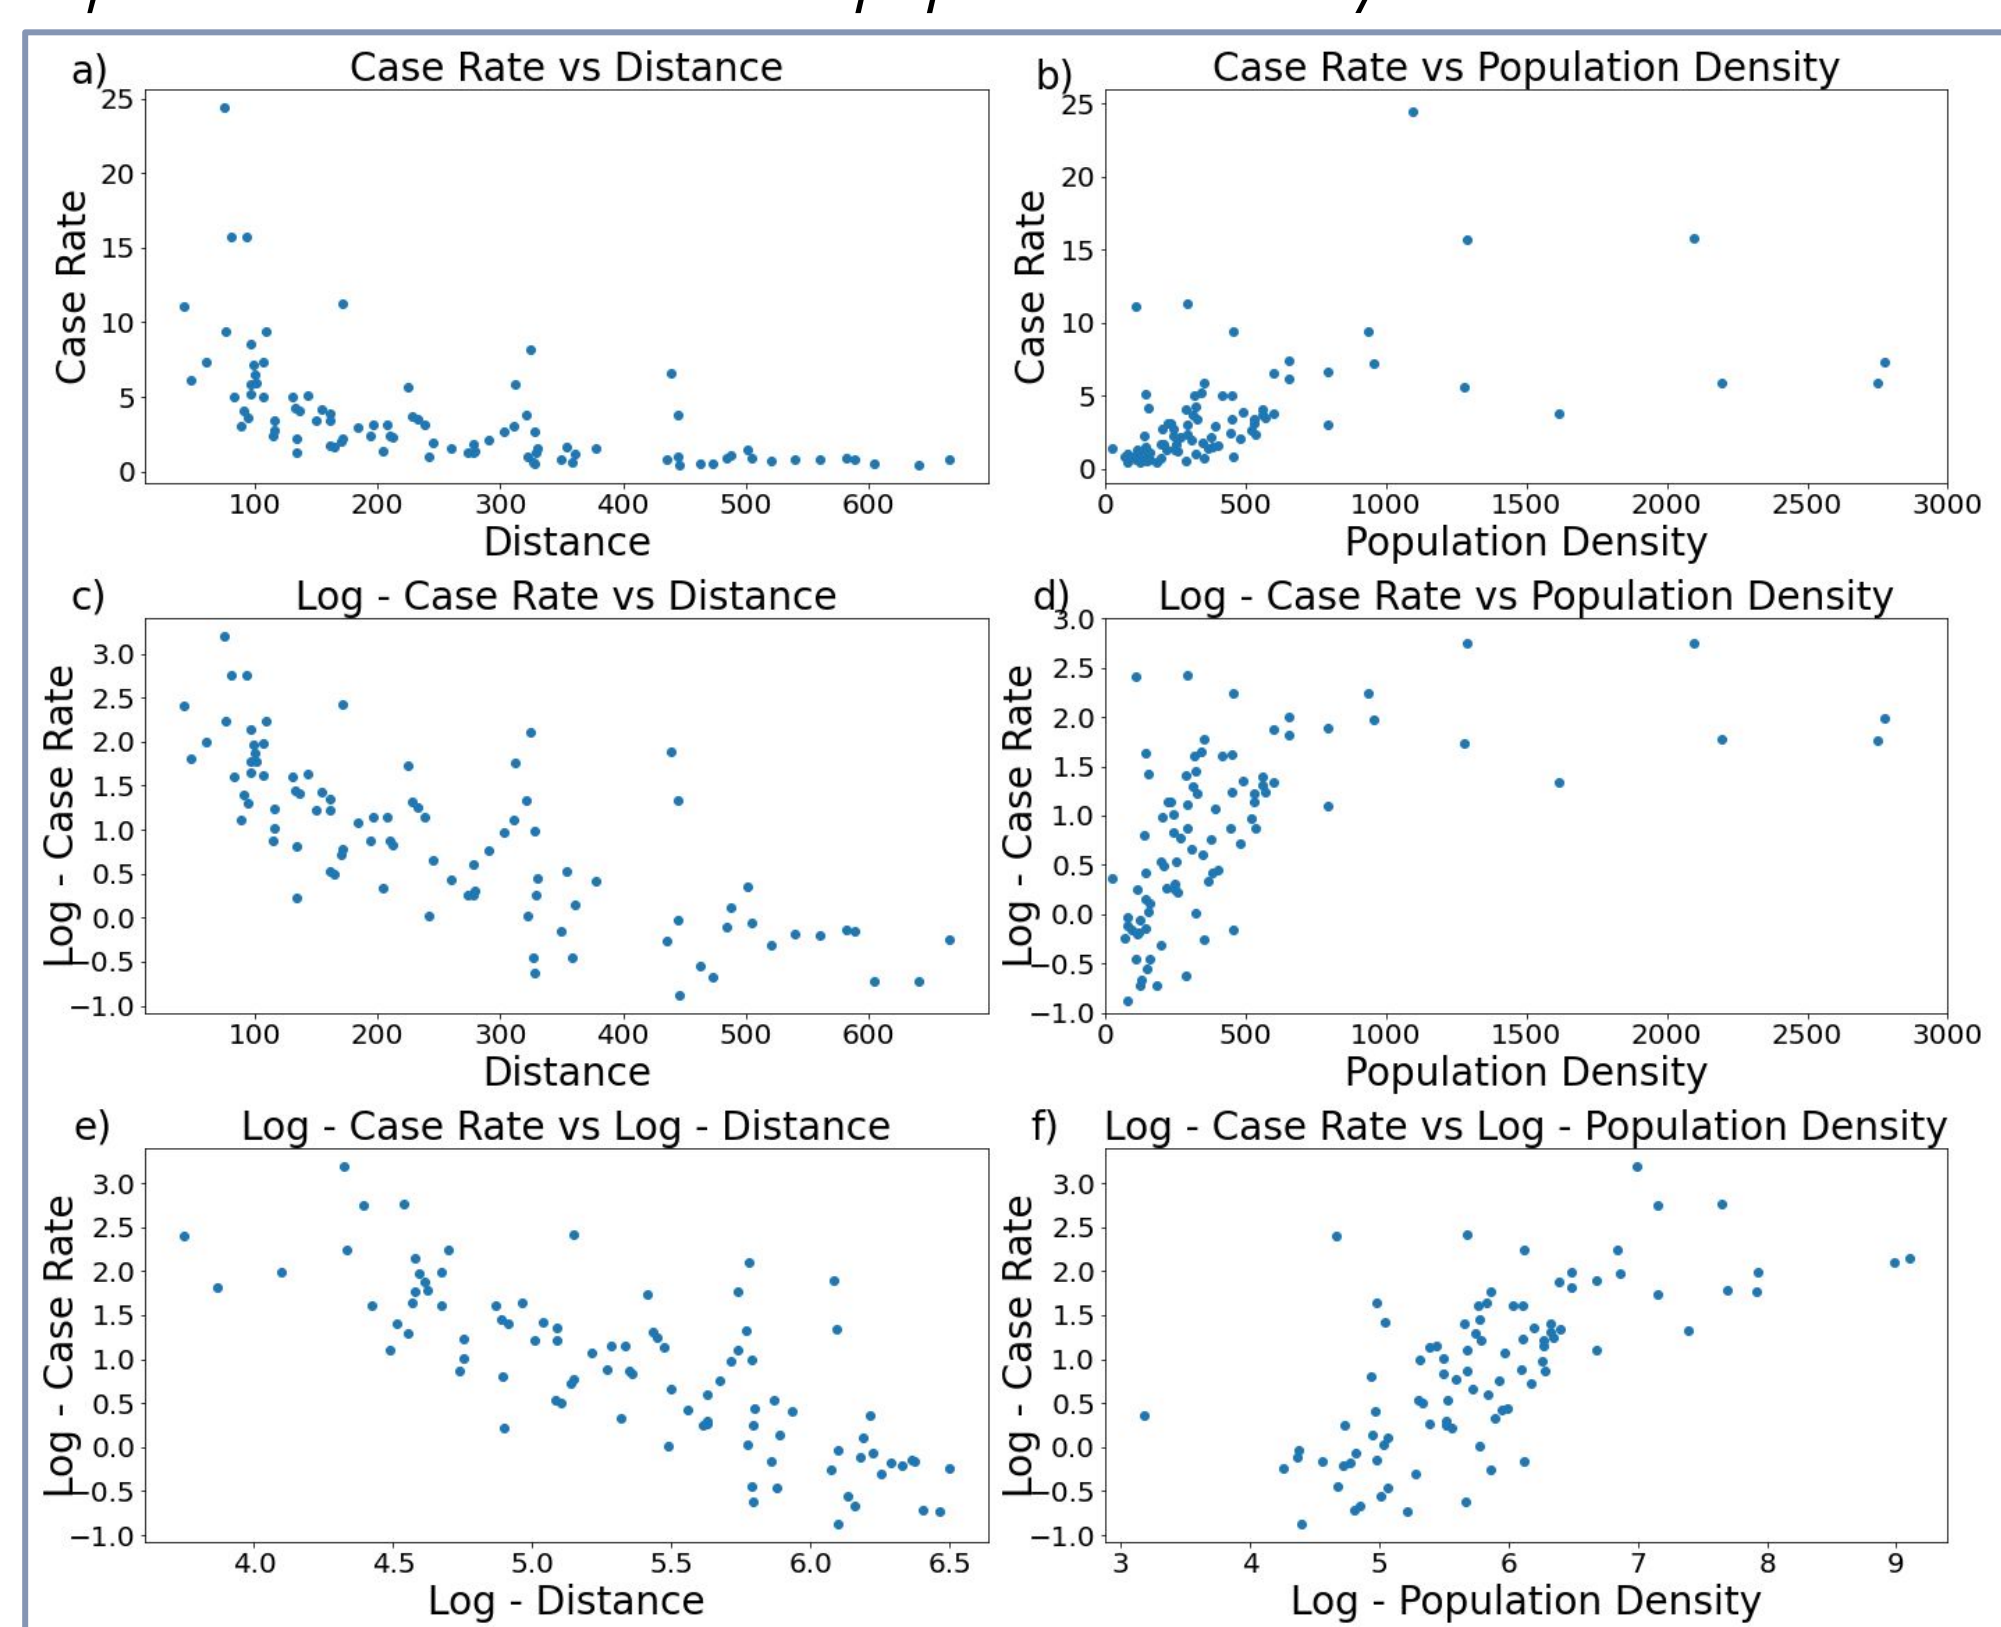 a)
Case Rate vs Distance
25
20
15
10
5
0
Case Rate
100 200 300 400 500 600
Distance
b)
Case Rate vs Population Density
25
20
15
10
5
0
Case Rate
0 500 1000 1500 2000 2500 3000
Population Density
c)
Log - Case Rate vs Distance
3.0
2.5
2.0
1.5
1.0
0.5
0.0
−0.5
−1.0
Log - Case Rate
100 200 300 400 500 600
Distance
d)
Log - Case Rate vs Population Density
3.0
2.5
2.0
1.5
1.0
0.5
0.0
−0.5
−1.0
Log - Case Rate
0 500 1000 1500 2000 2500 3000
Population Density
e)
Log - Case Rate vs Log - Distance
3.0
2.5
2.0
1.5
1.0
0.5
0.0
−0.5
−1.0
Log - Case Rate
4.0 4.5 5.0 5.5 6.0 6.5
Log - Distance
f)
Log - Case Rate vs Log - Population Density
3.0
2.5
2.0
1.5
1.0
0.5
0.0
−0.5
−1.0
Log - Case Rate
3 4 5 6 7 8 9
Log - Population Density